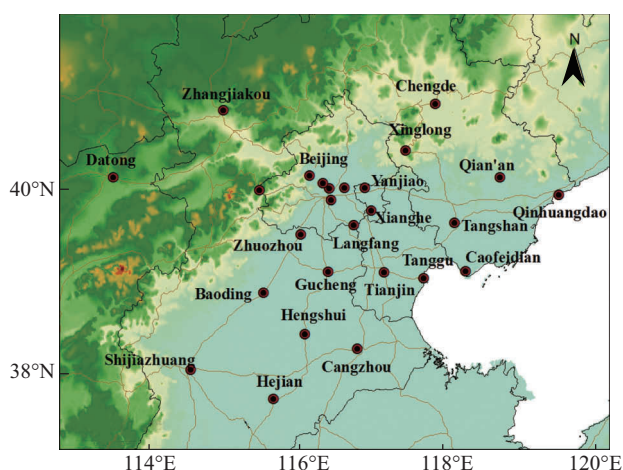 N
Chengde
Zhangjiakou
Xinglong
Beijing
Datong
Qian'an
Yanjiao
40°N
Qinhuangdao
Xianghe
Tangshan
Zhuozhou
Langfang
Tanggu
Caofeidian
Gucheng
Tianjin
Baoding
Hengshui
Shijiazhuang
Cangzhou
38°N
Hejian
114°E
116°E
118°E
120°E